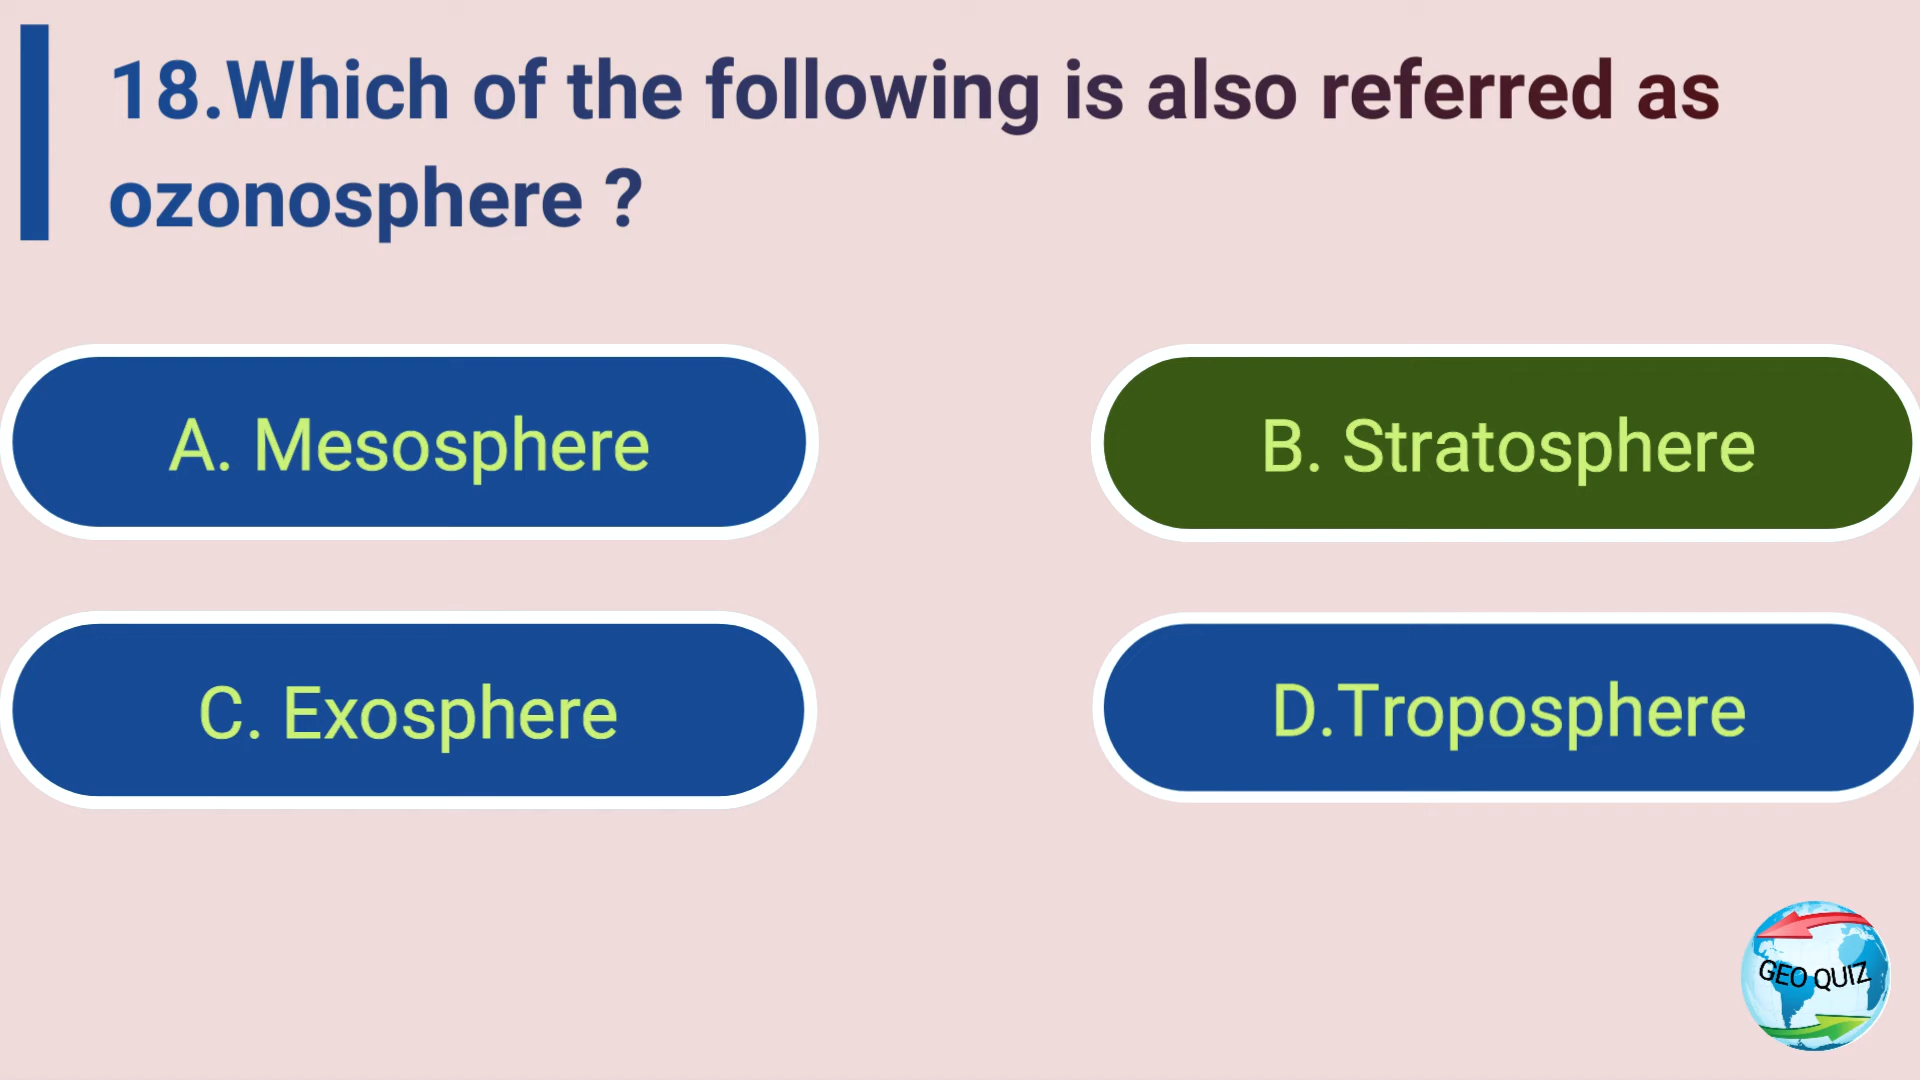 18.Which of the following is also referred as
ozonosphere ?
A. Mesosphere
B. Stratosphere
C. Exosphere
D.Troposphere
GEO QUIZ